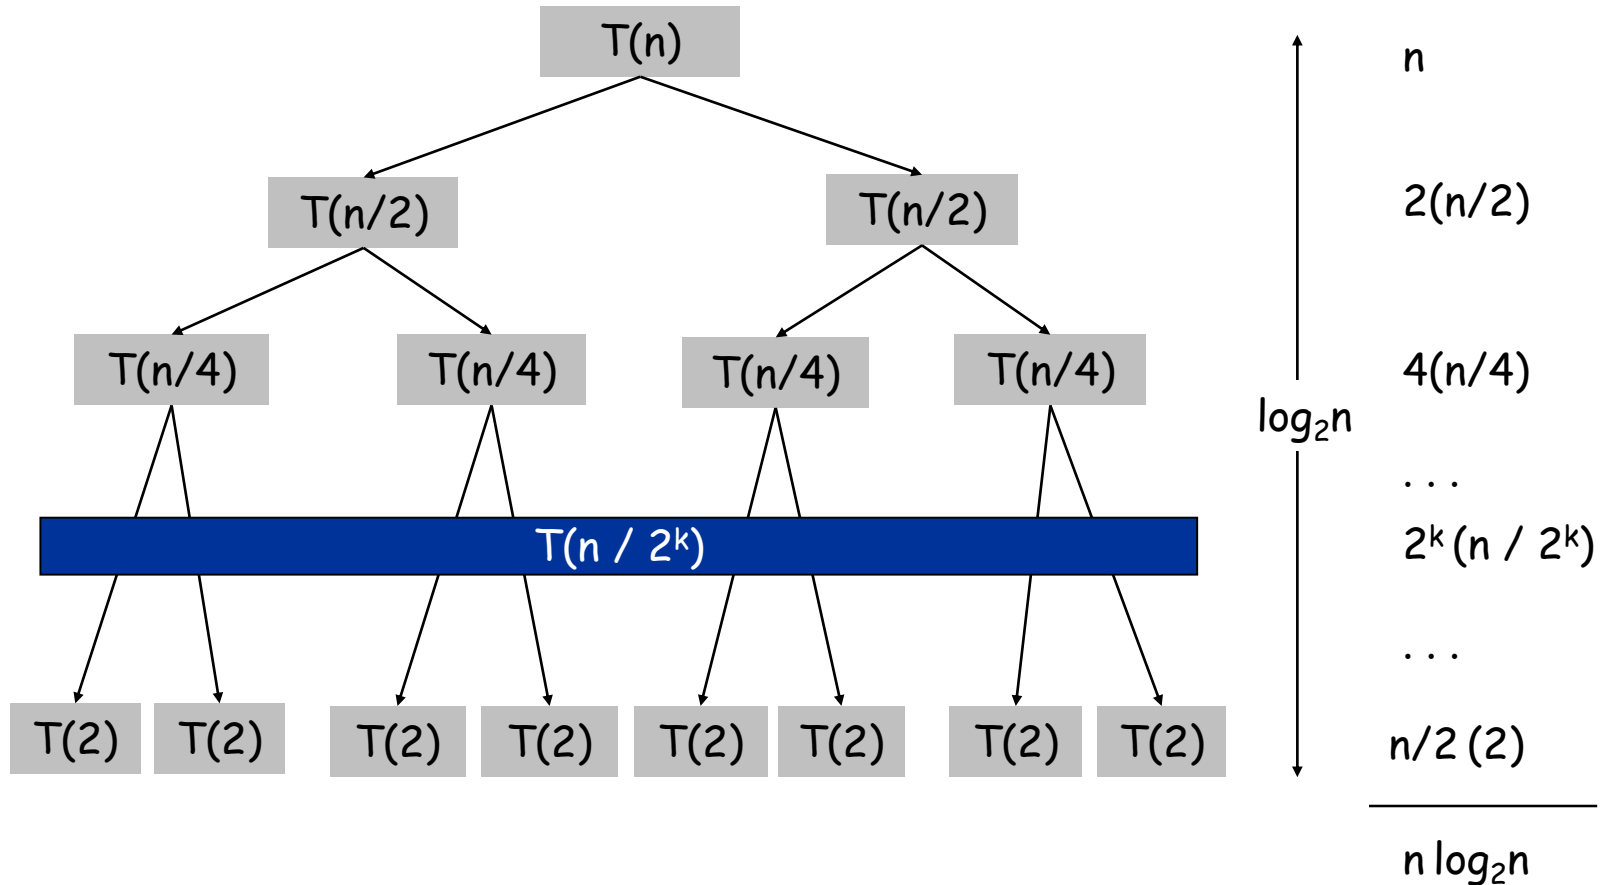 T(n)
n
T(n/2) T(n/2) 2(n/2)
T(n/4) T(n/4) T(n/4) T(n/4) 4(n/4)
log₂n
. . .
T(n / 2ᵏ) 2ᵏ (n / 2ᵏ)
. . .
T(2) T(2) T(2) T(2) T(2) T(2) T(2) T(2) n/2 (2)
n log₂n